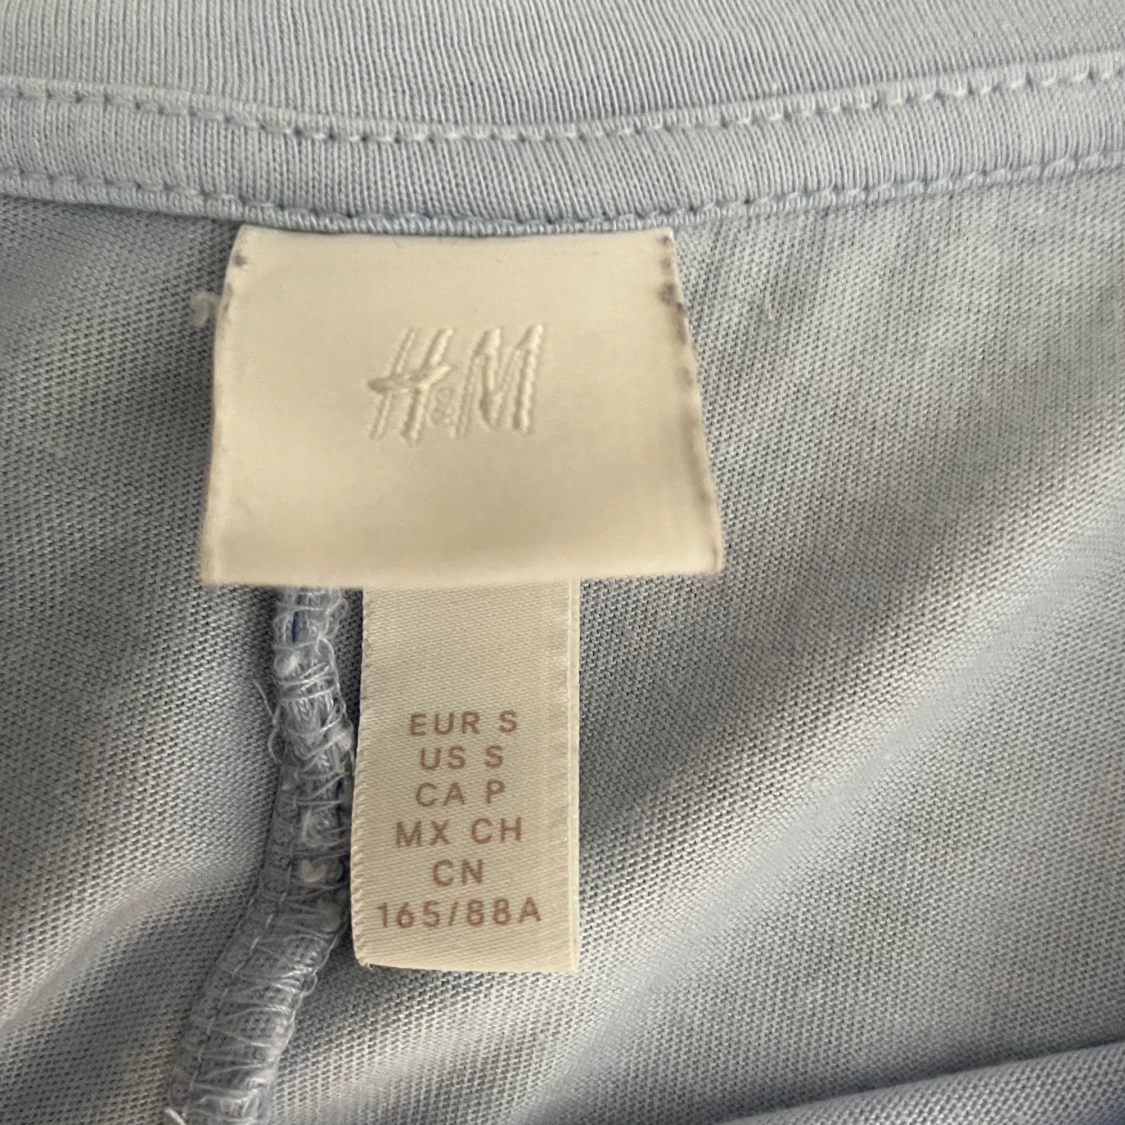 H&M
EUR S
US S
CA P
MX CH
CN
165/88A